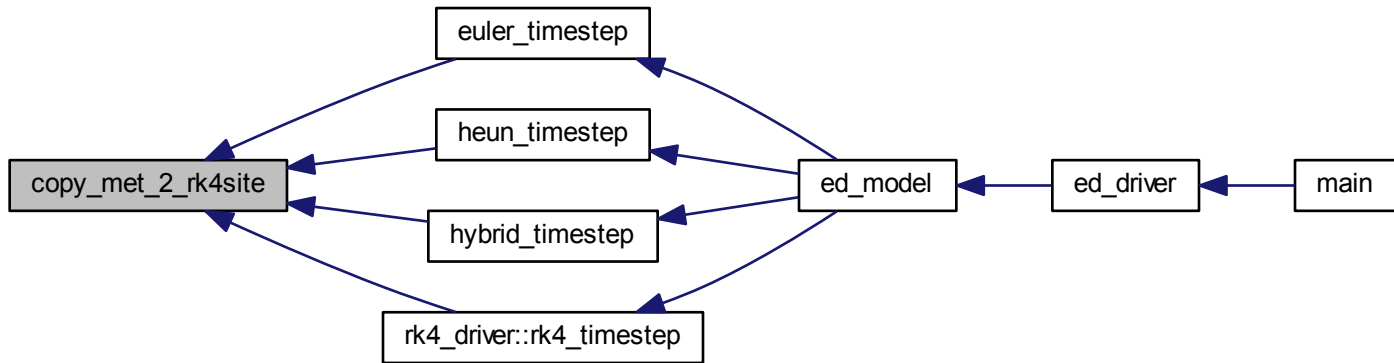 euler_timestep
heun_timestep
copy_met_2_rk4site
ed_model
ed_driver
main
hybrid_timestep
rk4_driver::rk4_timestep